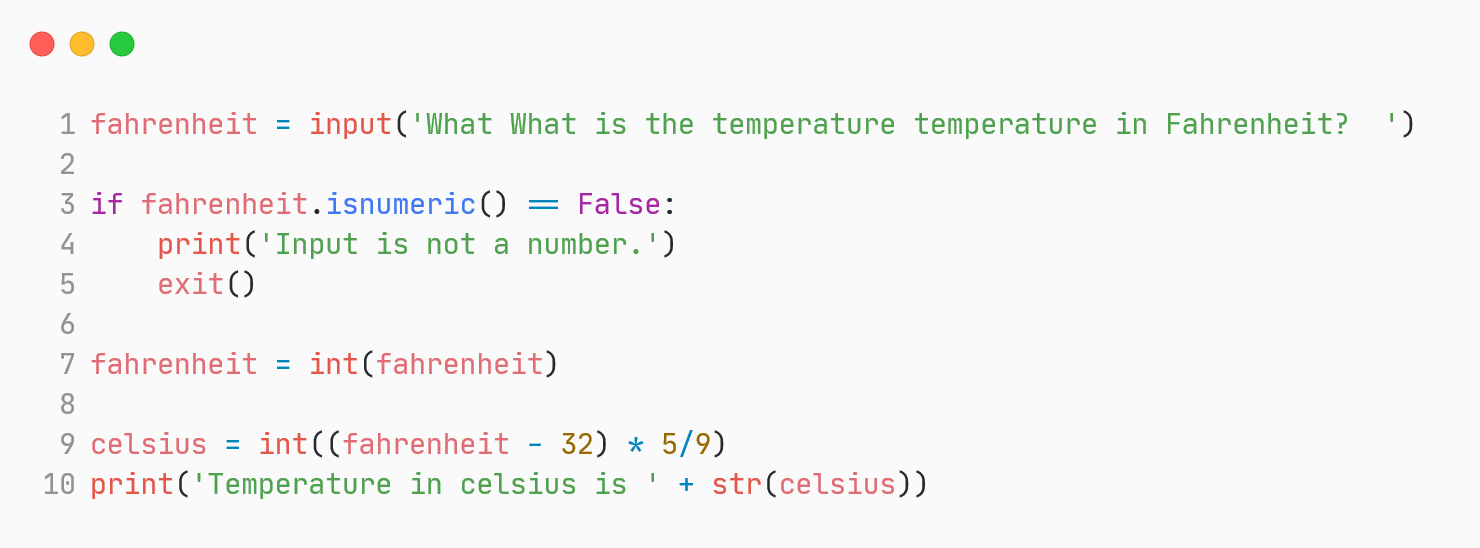 1 fahrenheit = input('What What is the temperature temperature in Fahrenheit?  ')
2
3 if fahrenheit.isnumeric() == False:
4     print('Input is not a number.')
5     exit()
6
7 fahrenheit = int(fahrenheit)
8
9 celsius = int((fahrenheit - 32) * 5/9)
10 print('Temperature in celsius is ' + str(celsius))